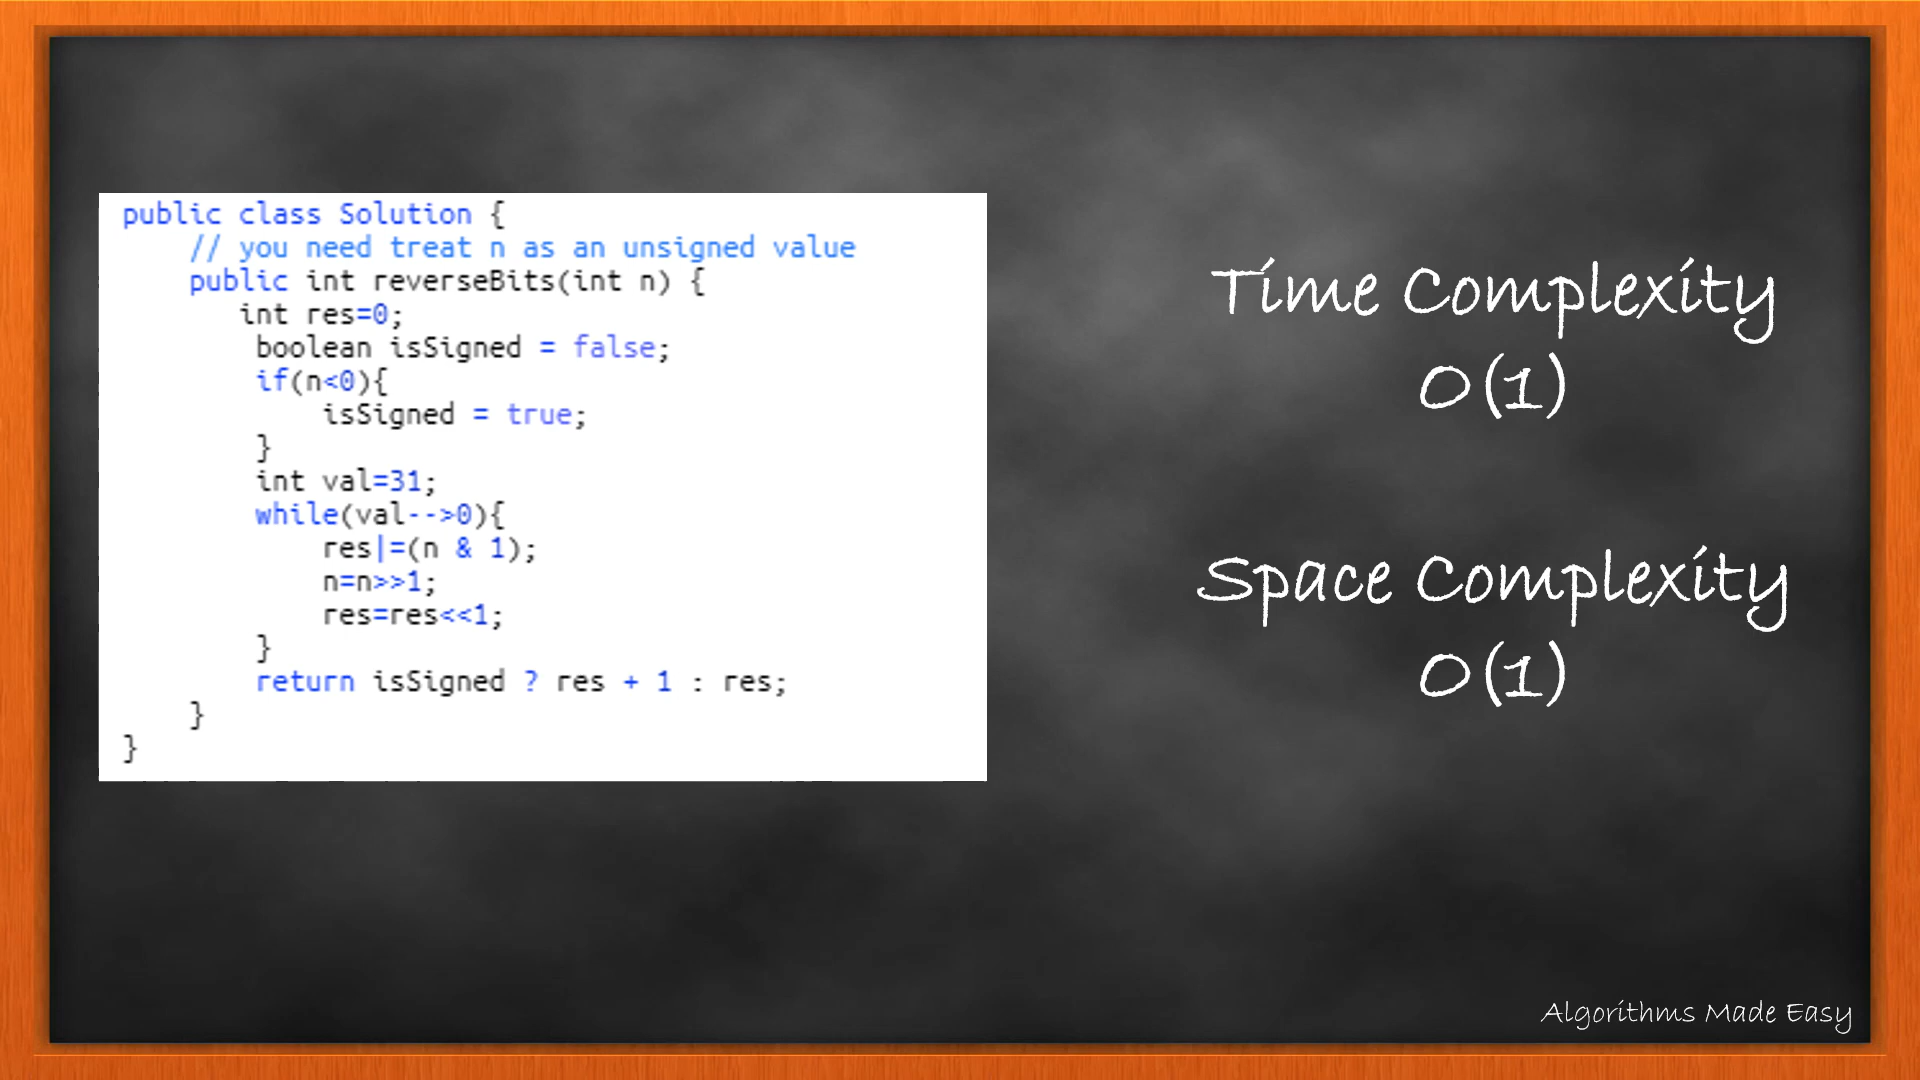 public class Solution {
// you need treat n as an unsigned value
public int reverseBits(int n) {
int res=0;
boolean isSigned = false;
if(n<0){
isSigned = true;
}
int val=31;
while(val-->0){
res|=(n & 1);
n=n>>1;
res=res<<1;
}
return isSigned ? res + 1 : res;
}
}
Time Complexity
O(1)
Space Complexity
O(1)
Algorithms Made Easy